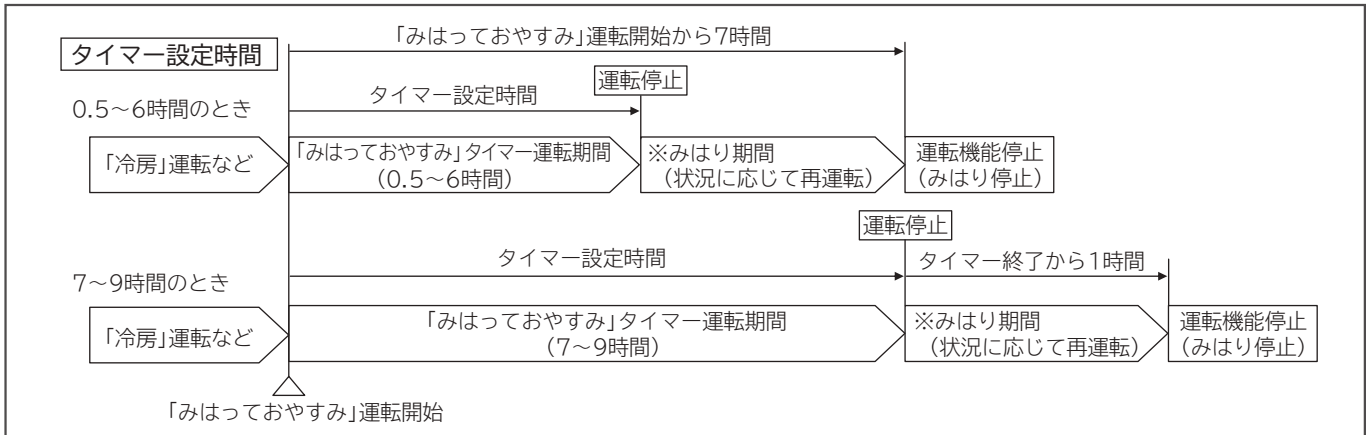 「みはっておやすみ」運転開始から7時間
タイマー設定時間
運転停止
タイマー設定時間
0.5～6時間のとき
「冷房」運転など
「みはっておやすみ」タイマー運転期間
(0.5～6時間)
※みはり期間
(状況に応じて再運転)
運転機能停止
(みはり停止)
運転停止
タイマー設定時間
タイマー終了から1時間
7～9時間のとき
「冷房」運転など
「みはっておやすみ」タイマー運転期間
(7～9時間)
※みはり期間
(状況に応じて再運転)
運転機能停止
(みはり停止)
「みはっておやすみ」運転開始